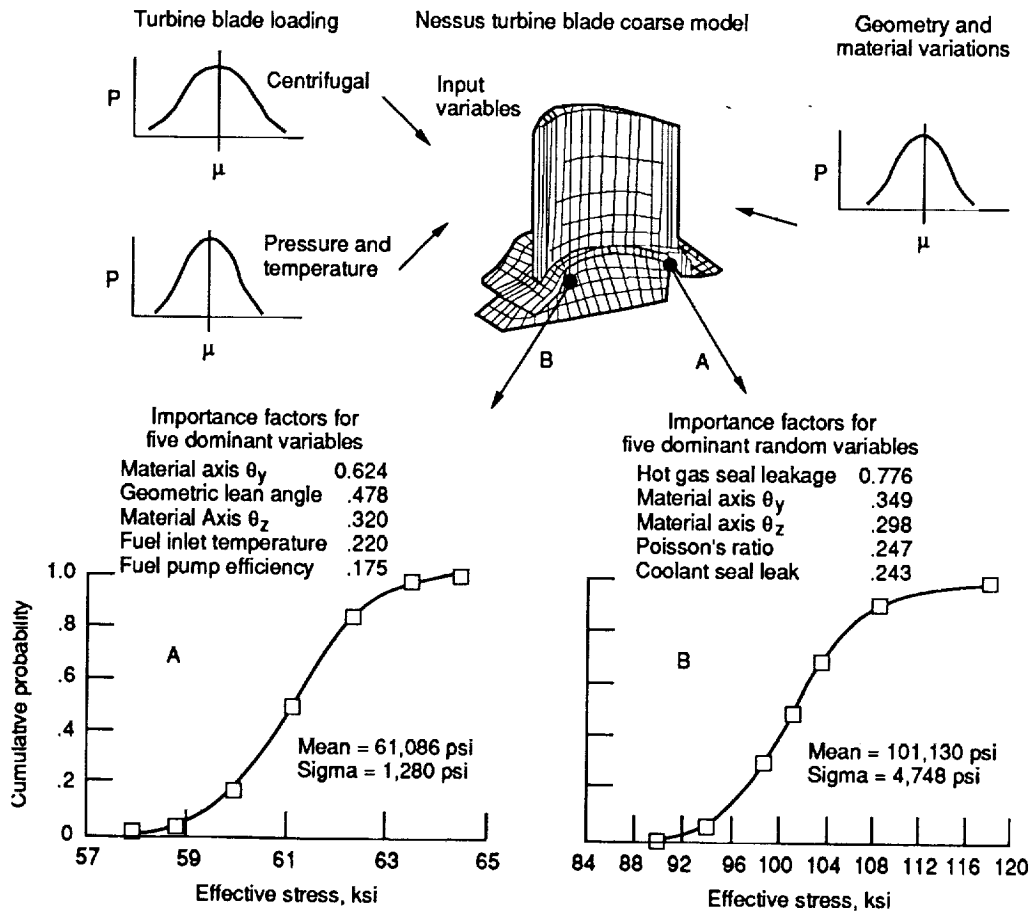 Turbine blade loading
Nessus turbine blade coarse model
Geometry and
material variations
P
Centrifugal
μ
Input
variables
P
μ
P
Pressure and
temperature
μ
B
A
Importance factors for
five dominant variables
Material axis θy 0.624
Geometric lean angle .478
Material Axis θz .320
Fuel inlet temperature .220
Fuel pump efficiency .175
Importance factors for
five dominant random variables
Hot gas seal leakage 0.776
Material axis θy .349
Material axis θz .298
Poisson's ratio .247
Coolant seal leak .243
Cumulative probability
1.0
.8
.6
.4
.2
0
A
Mean = 61,086 psi
Sigma = 1,280 psi
57 59 61 63 65
Effective stress, ksi
B
Mean = 101,130 psi
Sigma = 4,748 psi
84 88 92 96 100 104 108 112 116 120
Effective stress, ksi